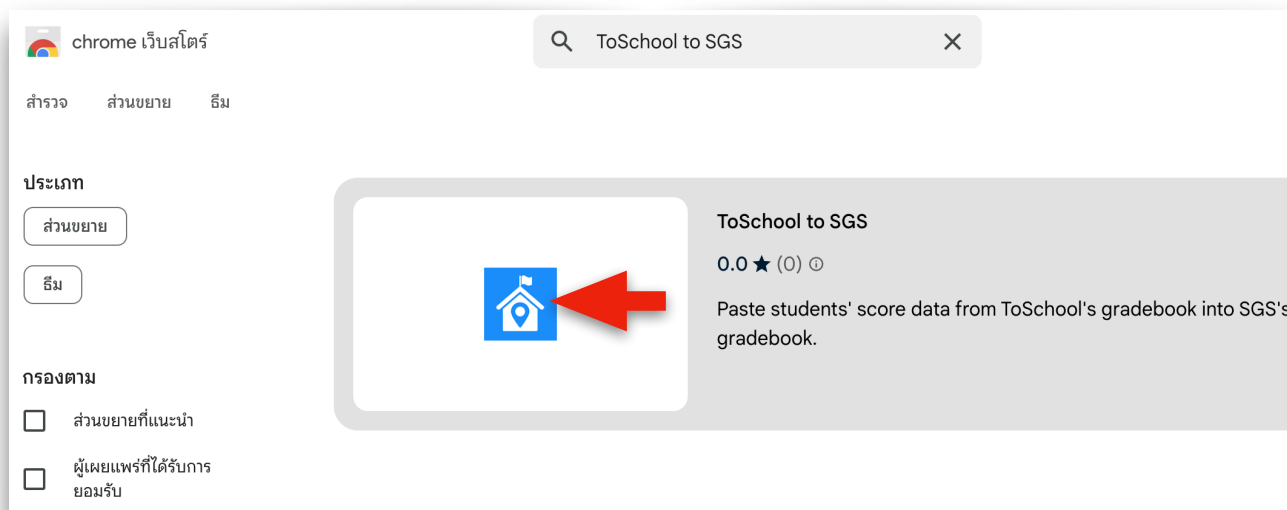 chrome เว็บสโตร์
ToSchool to SGS
สำรวจ ส่วนขยาย ธีม
ประเภท
ส่วนขยาย
ธีม
ToSchool to SGS
0.0 ★ (0)
Paste students' score data from ToSchool's gradebook into SGS's
gradebook.
กรองตาม
ส่วนขยายที่แนะนำ
ผู้เผยแพร่ที่ได้รับการ
ยอมรับ